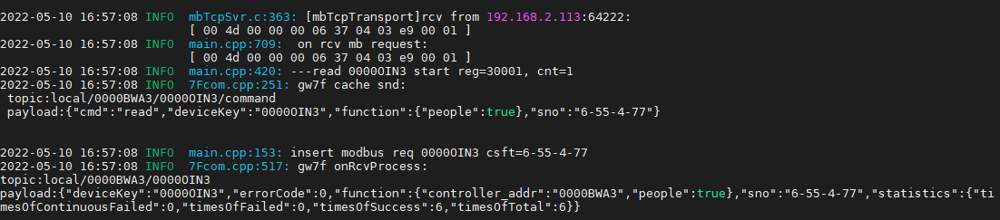 2022-05-10 16:57:08 INFO  mbTcpSvr.c:363: [mbTcpTransport]rcv from 192.168.2.113:64222:
[ 00 4d 00 00 00 06 37 04 03 e9 00 01 ]
2022-05-10 16:57:08 INFO  main.cpp:709:  on rcv mb request:
[ 00 4d 00 00 00 06 37 04 03 e9 00 01 ]
2022-05-10 16:57:08 INFO  main.cpp:420: ---read 0000OIN3 start reg=30001, cnt=1
2022-05-10 16:57:08 INFO  7Fcom.cpp:251: gw7f cache snd:
topic:local/0000BWA3/0000OIN3/command
payload:{"cmd":"read","deviceKey":"0000OIN3","function":{"people":true},"sno":"6-55-4-77"}
2022-05-10 16:57:08 INFO  main.cpp:153: insert modbus req 0000OIN3 csft=6-55-4-77
2022-05-10 16:57:08 INFO  7Fcom.cpp:517: gw7f onRcvProcess:
topic:local/0000BWA3/0000OIN3
payload:{"deviceKey":"0000OIN3","errorCode":0,"function":{"controller_addr":"0000BWA3","people":true},"sno":"6-55-4-77","statistics":{"ti
mesOfContinuousFailed":0,"timesOfFailed":0,"timesOfSuccess":6,"timesOfTotal":6}}